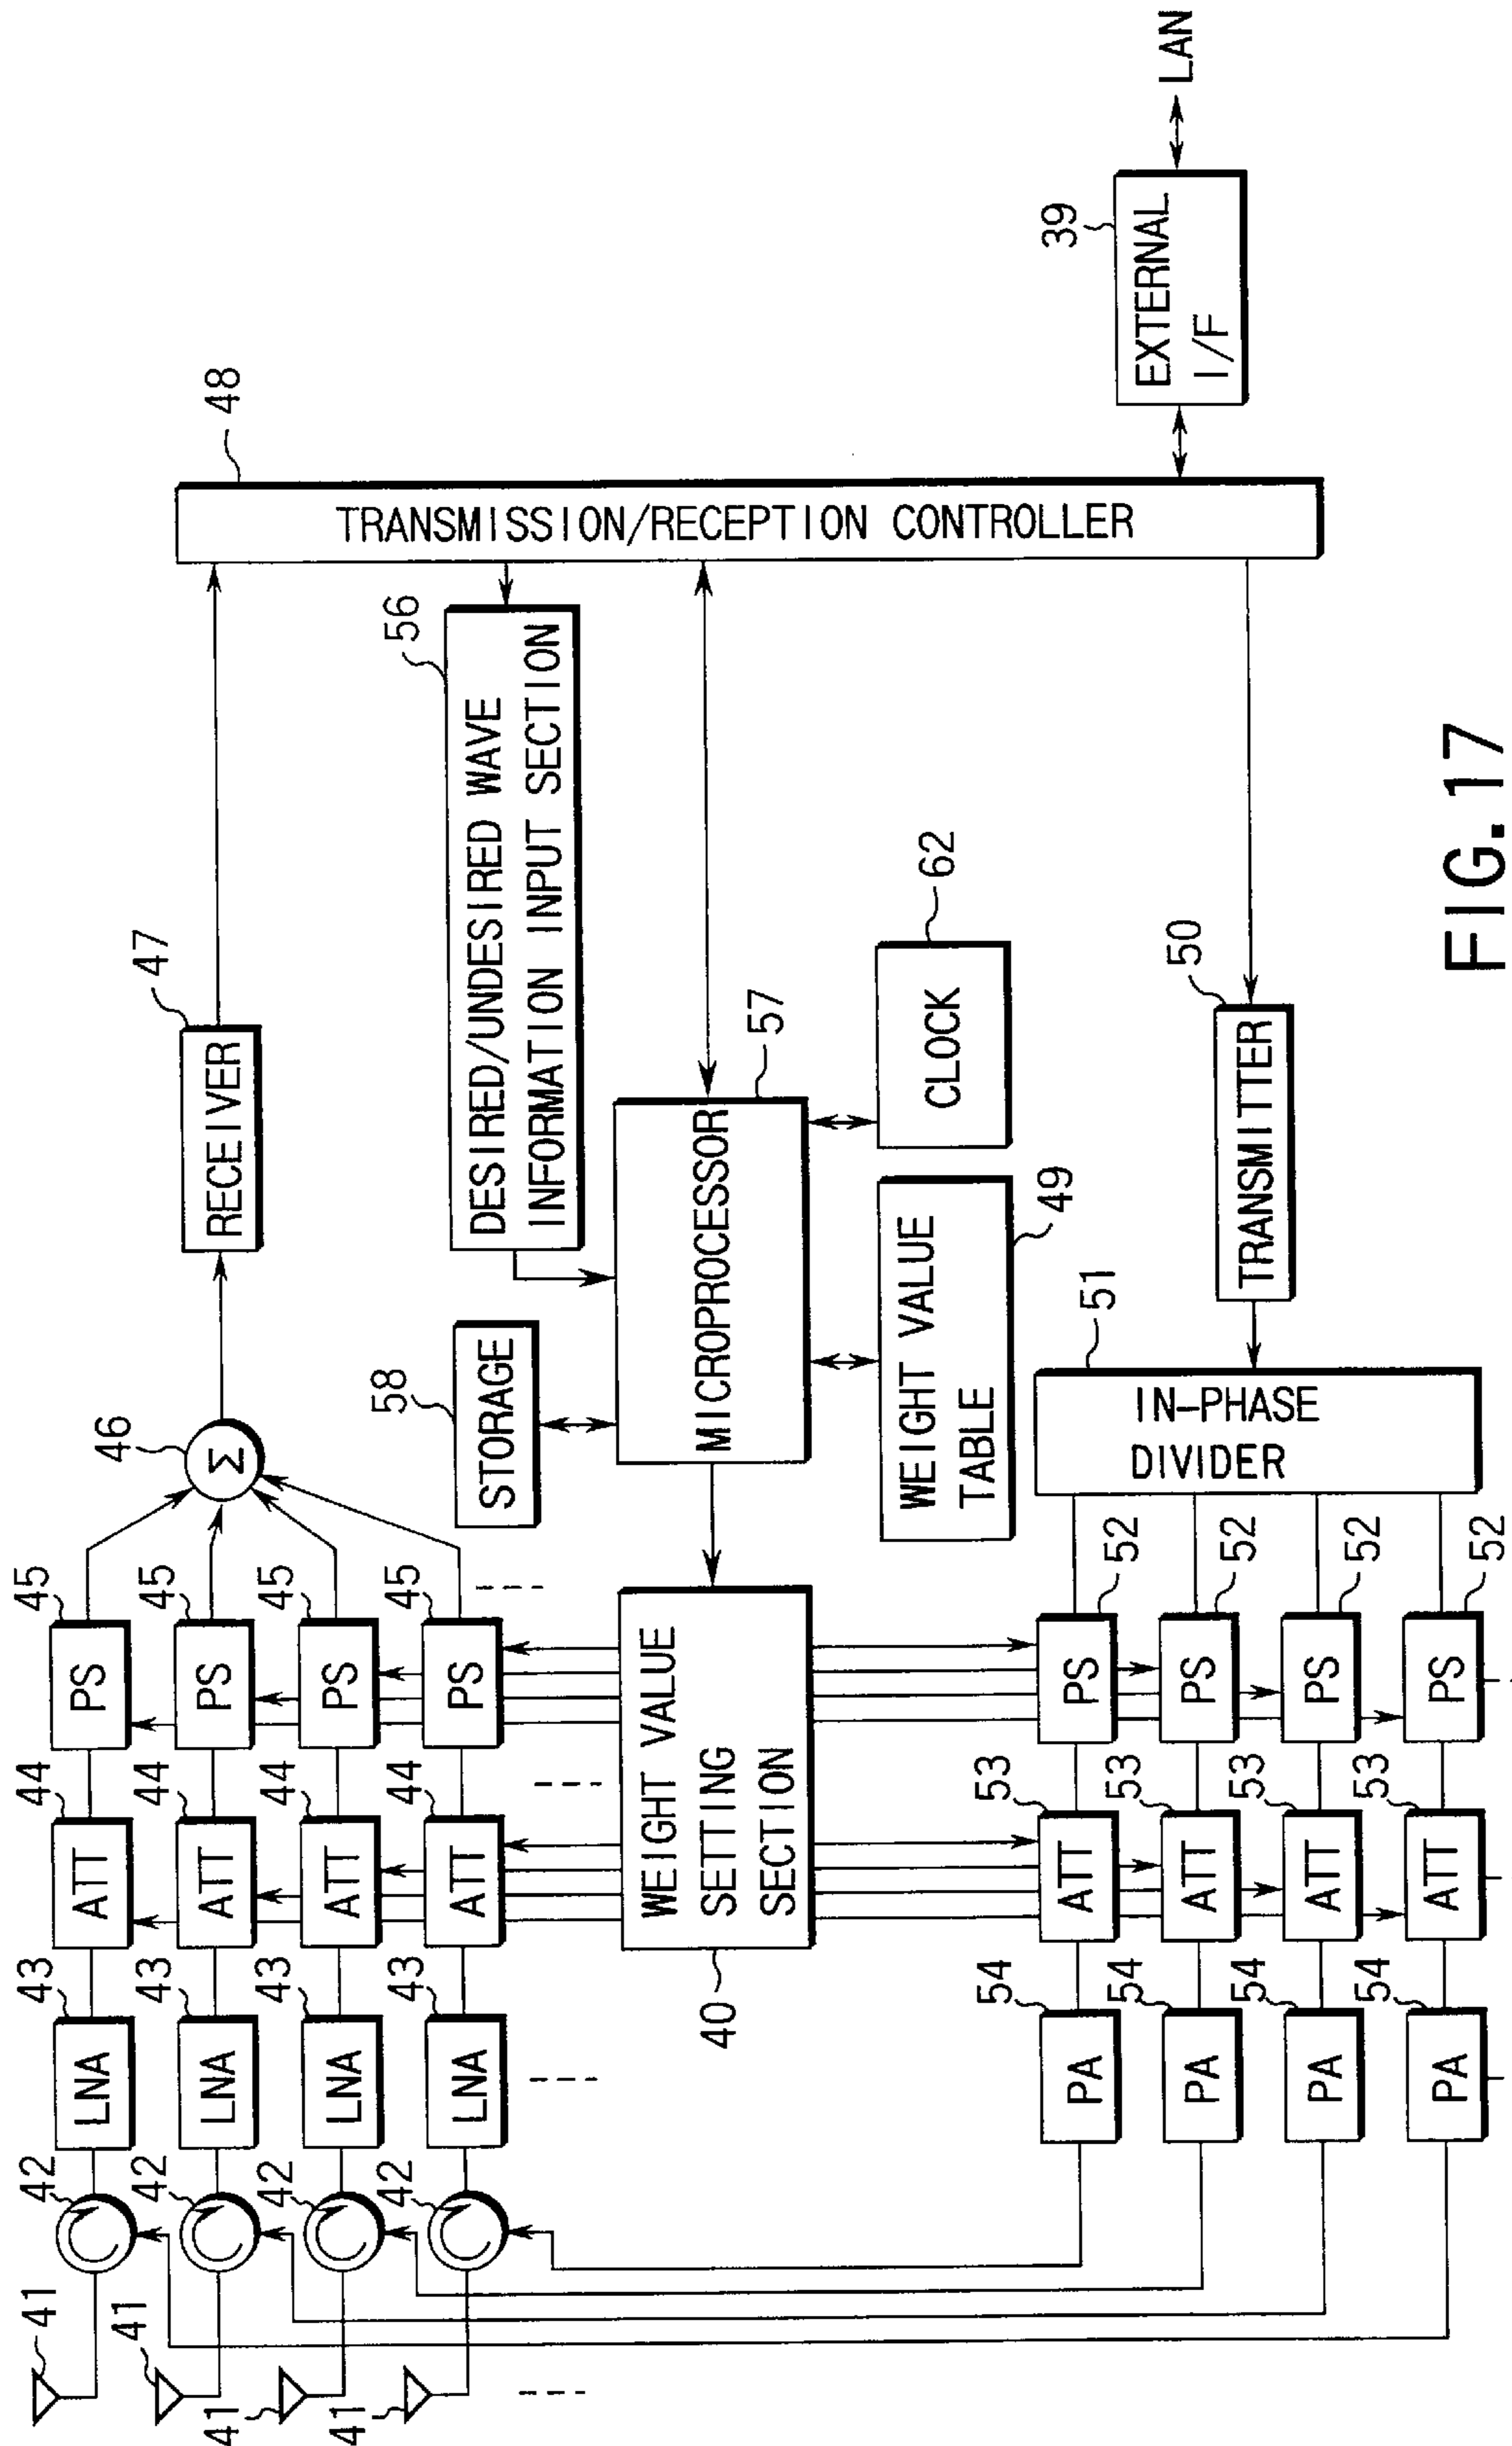 41
42
43
44
45
LNA
ATT
PS
46
Σ
47
RECEIVER
48
41
42
43
44
45
LNA
ATT
PS
41
42
43
44
45
LNA
ATT
PS
41
42
43
44
45
LNA
ATT
PS
58
STORAGE
56
DESIRED/UNDESIRED WAVE
INFORMATION INPUT SECTION
TRANSMISSION/RECEPTION CONTROLLER
40
WEIGHT VALUE
SETTING
SECTION
MICROPROCESSOR
57
WEIGHT VALUE
TABLE
49
CLOCK
62
39
EXTERNAL
I/F
LAN
54
53
52
PA
ATT
PS
51
IN-PHASE
DIVIDER
50
TRANSMITTER
54
53
52
PA
ATT
PS
54
53
52
PA
ATT
PS
54
53
52
PA
ATT
PS
FIG.17